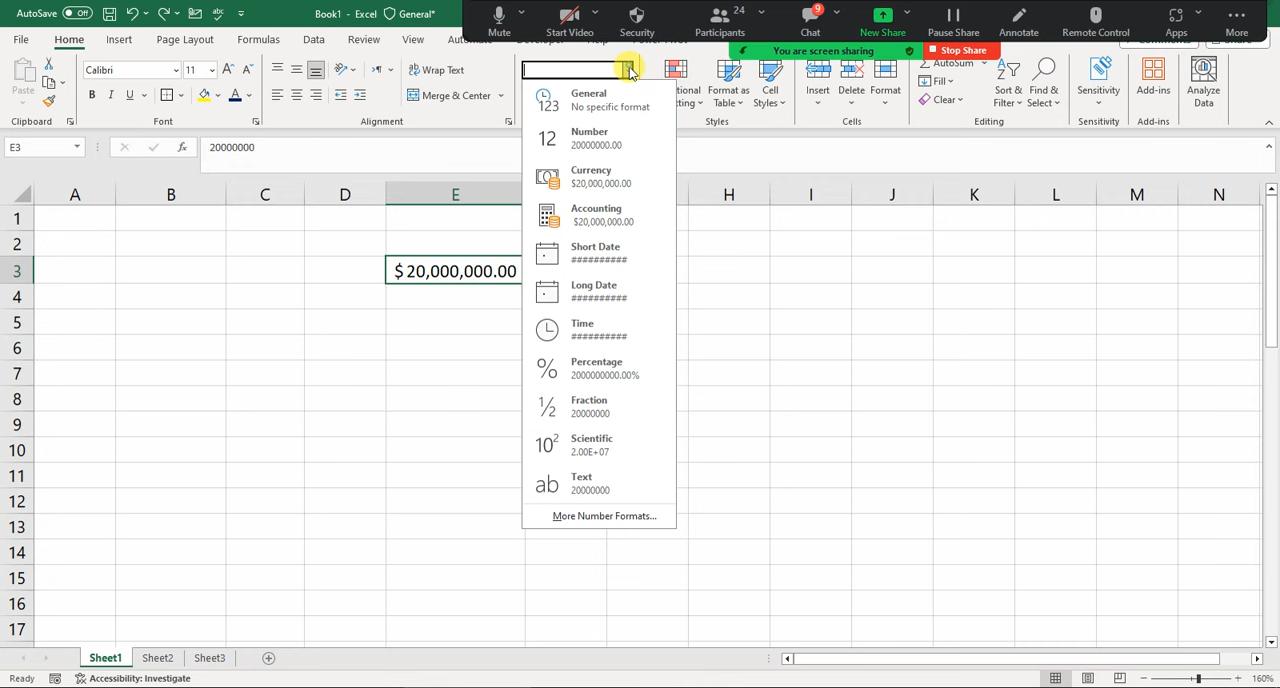 AutoSave Off Book1 - Excel General*
Mute Start Video Security Participants 24 Chat 9 New Share Pause Share Annotate Remote Control Apps More
You are screen sharing Stop Share
File Home Insert Page Layout Formulas Data Review View
Calibri 11 Wrap Text
B I U Merge & Center
Paste
Format as Table Cell Styles Insert Delete Format AutoSum Fill Clear Sort & Filter Find & Select Sensitivity Add-ins Analyze Data
Clipboard Font Alignment Styles Cells Editing Sensitivity Add-ins
E3 fx 20000000
A B C D E H I J K L M N
1
2
3 $ 20,000,000.00
4
5
6
7
8
9
10
11
12
13
14
15
16
17
123 General
No specific format
12 Number
20000000.00
Currency
$20,000,000.00
Accounting
$20,000,000.00
Short Date
##########
Long Date
##########
Time
##########
% Percentage
2000000000.00%
½ Fraction
20000000
10² Scientific
2.00E+07
ab Text
20000000
More Number Formats...
Sheet1 Sheet2 Sheet3
Ready Accessibility: Investigate 160%